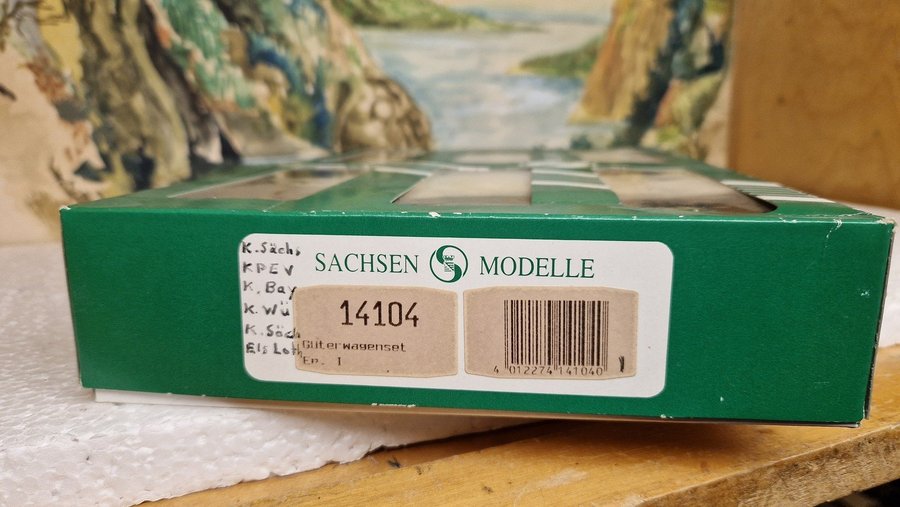 K.Sächs
KPEV
K. Bay
K. Wü
K. Säch
Els Loth
SACHSEN MODELLE
14104
Güterwagenset
Ep. 1
4 012274 141040